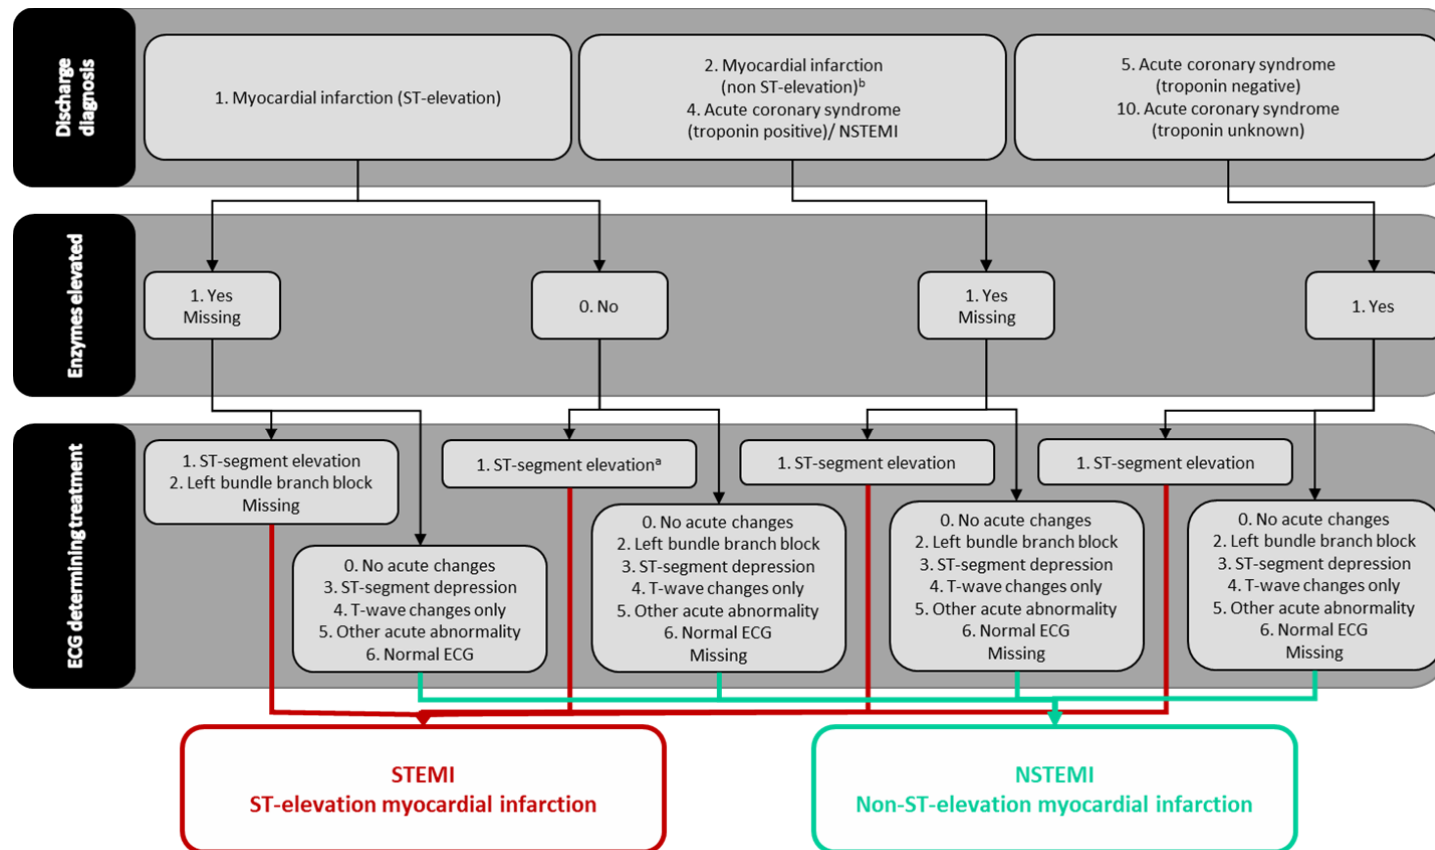 Discharge
diagnosis
1. Myocardial infarction (ST-elevation)
2. Myocardial infarction
(non ST-elevation)ᵇ
4. Acute coronary syndrome
(troponin positive)/ NSTEMI
5. Acute coronary syndrome
(troponin negative)
10. Acute coronary syndrome
(troponin unknown)
Enzymes elevated
1. Yes
Missing
0. No
1. Yes
Missing
1. Yes
ECG determining treatment
1. ST-segment elevation
2. Left bundle branch block
Missing
0. No acute changes
3. ST-segment depression
4. T-wave changes only
5. Other acute abnormality
6. Normal ECG
1. ST-segment elevationᵃ
0. No acute changes
2. Left bundle branch block
3. ST-segment depression
4. T-wave changes only
5. Other acute abnormality
6. Normal ECG
Missing
1. ST-segment elevation
0. No acute changes
2. Left bundle branch block
3. ST-segment depression
4. T-wave changes only
5. Other acute abnormality
6. Normal ECG
Missing
1. ST-segment elevation
0. No acute changes
2. Left bundle branch block
3. ST-segment depression
4. T-wave changes only
5. Other acute abnormality
6. Normal ECG
Missing
STEMI
ST-elevation myocardial infarction
NSTEMI
Non-ST-elevation myocardial infarction